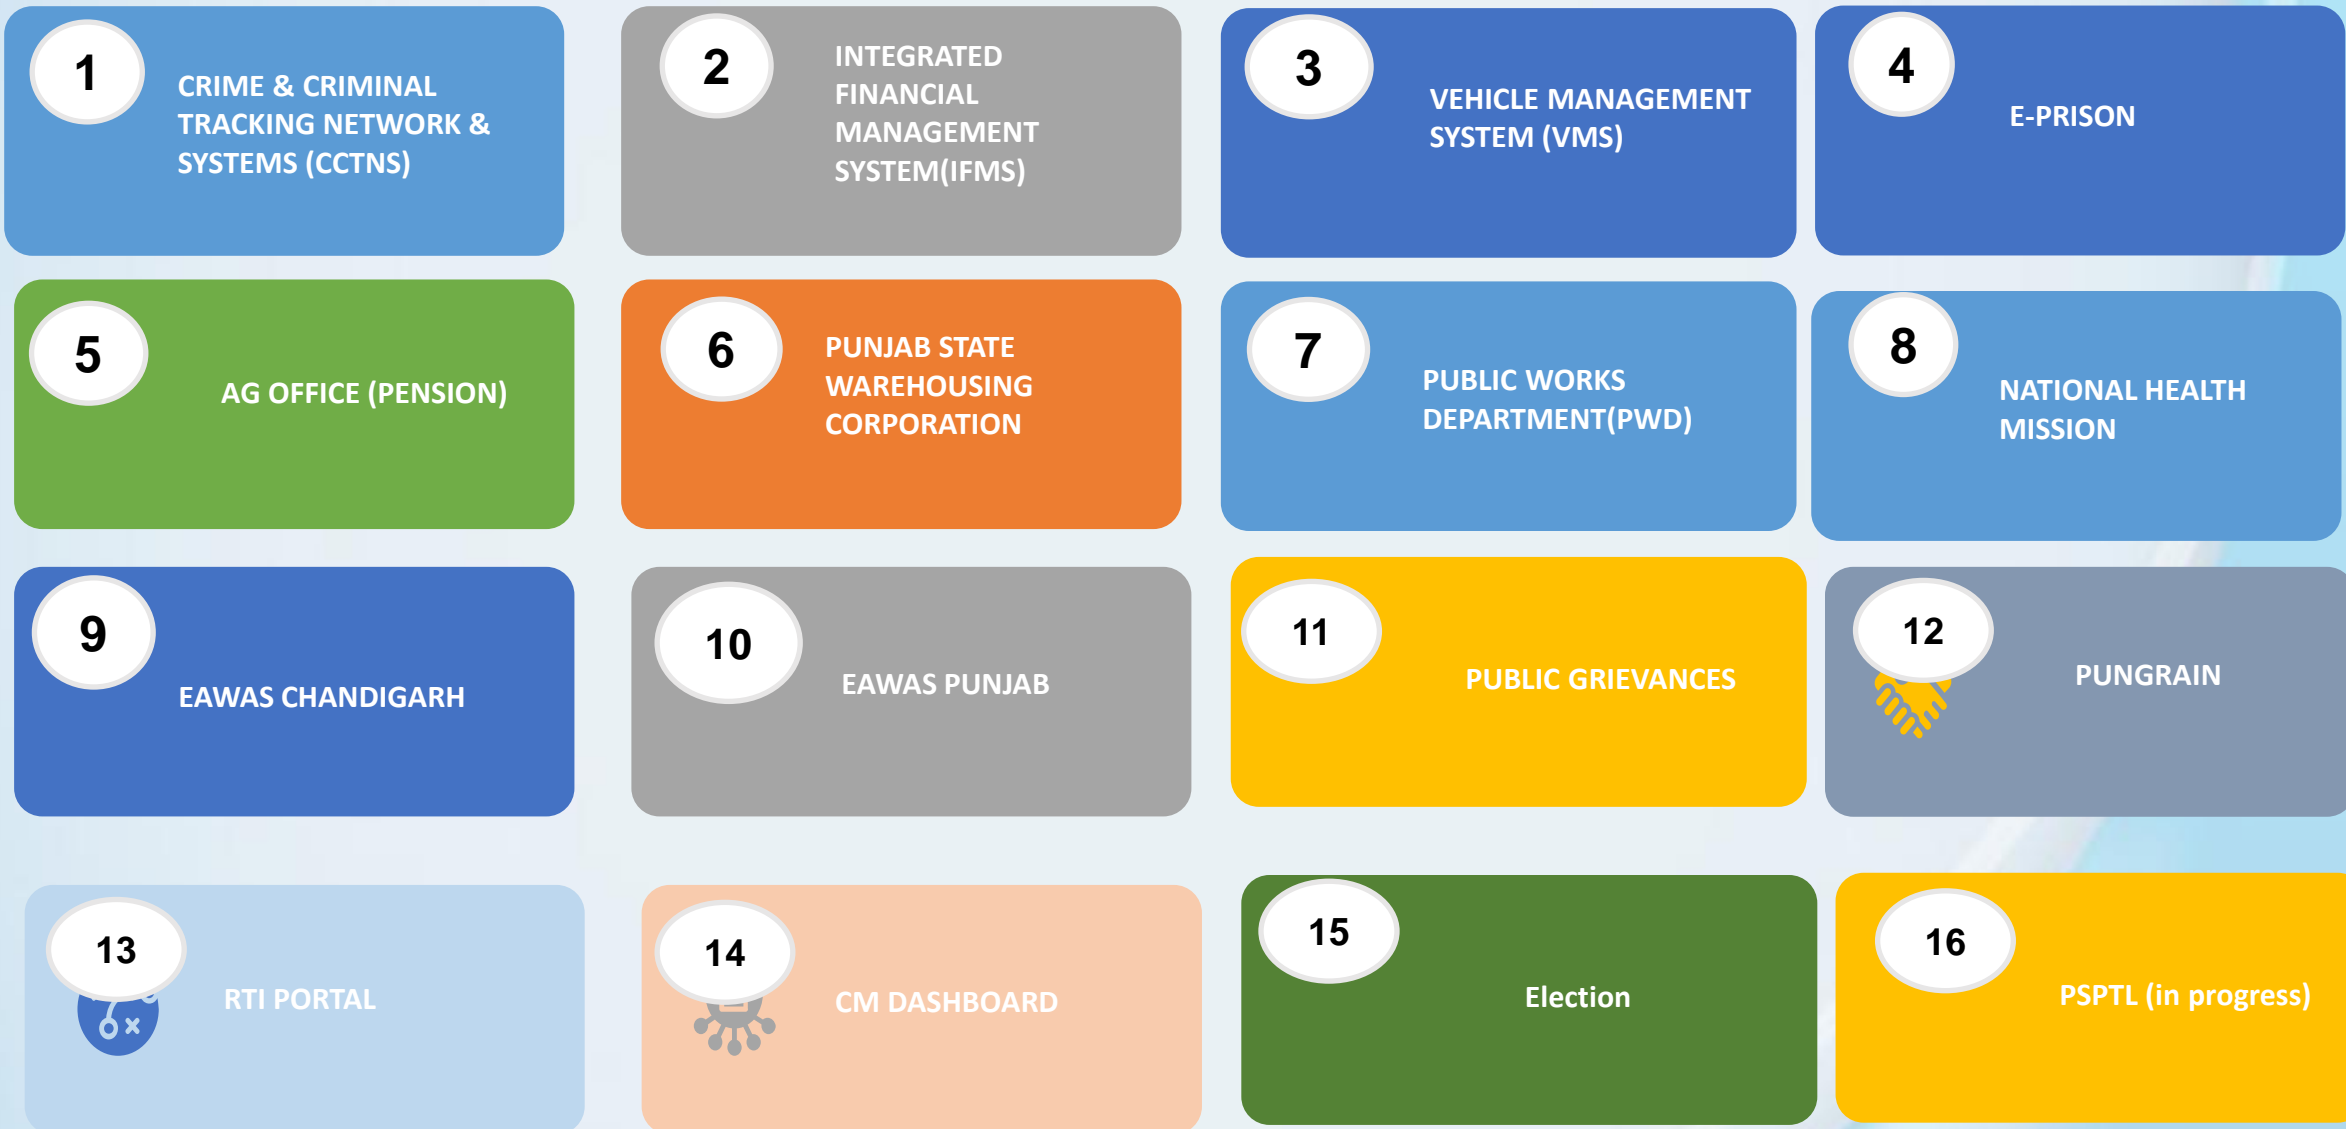 1
CRIME & CRIMINAL
TRACKING NETWORK &
SYSTEMS (CCTNS)
2
INTEGRATED
FINANCIAL
MANAGEMENT
SYSTEM(IFMS)
3
VEHICLE MANAGEMENT
SYSTEM (VMS)
4
E-PRISON
5
AG OFFICE (PENSION)
6
PUNJAB STATE
WAREHOUSING
CORPORATION
7
PUBLIC WORKS
DEPARTMENT(PWD)
8
NATIONAL HEALTH
MISSION
9
EAWAS CHANDIGARH
10
EAWAS PUNJAB
11
PUBLIC GRIEVANCES
12
PUNGRAIN
13
RTI PORTAL
14
CM DASHBOARD
15
Election
16
PSPTL (in progress)